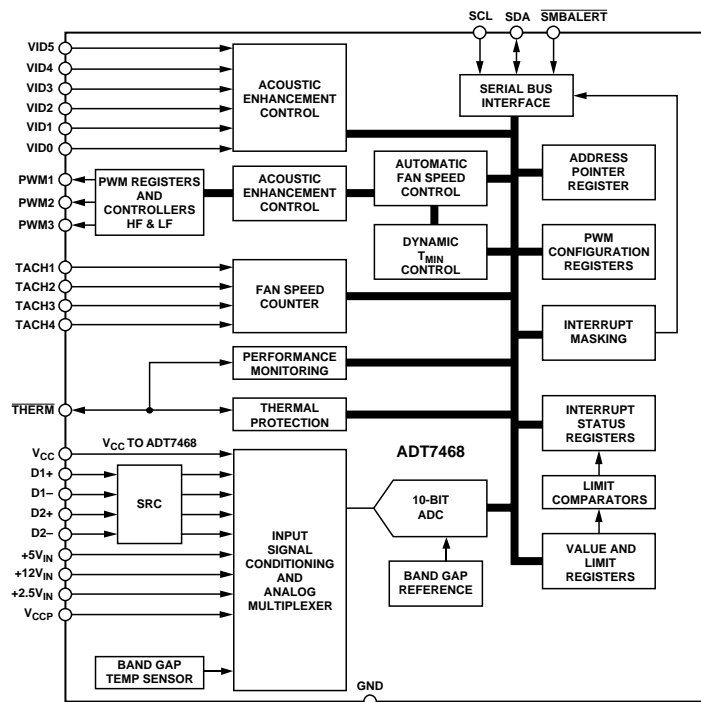 SCL SDA SMBALERT
VID5
VID4
VID3
VID2
VID1
VID0
ACOUSTIC
ENHANCEMENT
CONTROL
SERIAL BUS
INTERFACE
PWM1
PWM2
PWM3
PWM REGISTERS
AND
CONTROLLERS
HF & LF
ACOUSTIC
ENHANCEMENT
CONTROL
AUTOMATIC
FAN SPEED
CONTROL
ADDRESS
POINTER
REGISTER
DYNAMIC
TMIN
CONTROL
PWM
CONFIGURATION
REGISTERS
TACH1
TACH2
TACH3
TACH4
FAN SPEED
COUNTER
INTERRUPT
MASKING
PERFORMANCE
MONITORING
THERM
THERMAL
PROTECTION
INTERRUPT
STATUS
REGISTERS
VCC
VCC TO ADT7468
ADT7468
D1+
D1–
D2+
D2–
SRC
+5VIN
+12VIN
+2.5VIN
VCCP
INPUT
SIGNAL
CONDITIONING
AND
ANALOG
MULTIPLEXER
10-BIT
ADC
LIMIT
COMPARATORS
BAND GAP
REFERENCE
VALUE AND
LIMIT
REGISTERS
BAND GAP
TEMP SENSOR
GND